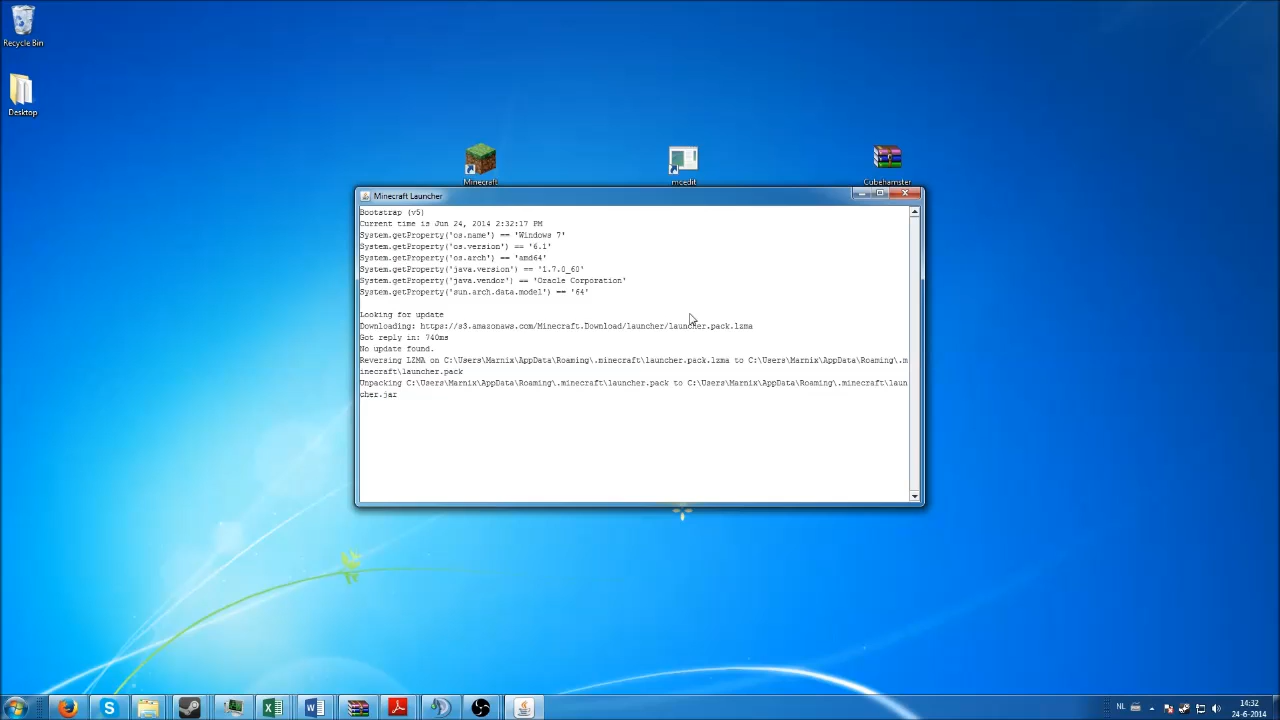 Recycle Bin
Desktop
Minecraft
mcedit
Cubehamster
Minecraft Launcher
Bootstrap (v5)
Current time is Jun 24, 2014 2:32:17 PM
System.getProperty('os.name') == 'Windows 7'
System.getProperty('os.version') == '6.1'
System.getProperty('os.arch') == 'amd64'
System.getProperty('java.version') == '1.7.0_60'
System.getProperty('java.vendor') == 'Oracle Corporation'
System.getProperty('sun.arch.data.model') == '64'
Looking for update
Downloading: https://s3.amazonaws.com/Minecraft.Download/launcher/launcher.pack.lzma
Got reply in: 740ms
No update found.
Reversing LZMA on C:\Users\Marnix\AppData\Roaming\.minecraft\launcher.pack.lzma to C:\Users\Marnix\AppData\Roaming\.m
inecraft\launcher.pack
Unpacking C:\Users\Marnix\AppData\Roaming\.minecraft\launcher.pack to C:\Users\Marnix\AppData\Roaming\.minecraft\laun
cher.jar
NL
14:32
24-6-2014